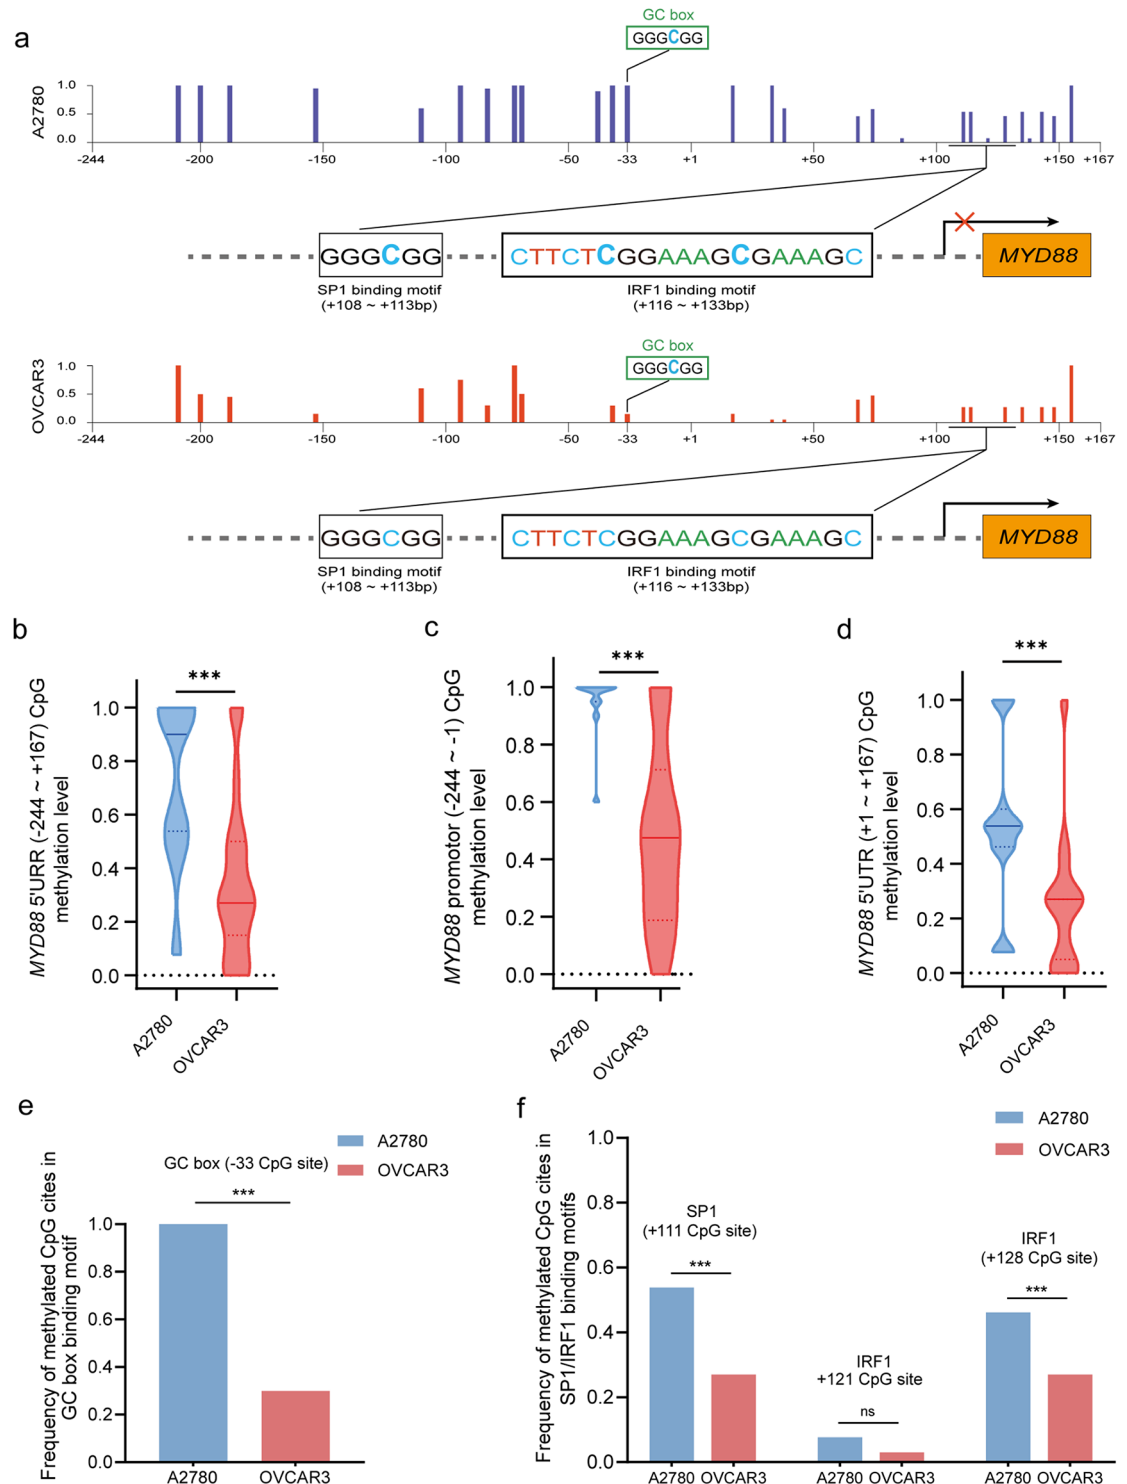 a
GC box
GGGCGG
A2780
1.0
0.5
0.0
-244 -200 -150 -100 -50 -33 +1 +50 +100 +150 +167
GGGCGG CTTCTCGGAAAGCGAAAGC MYD88
SP1 binding motif
(+108 ~ +113bp)
IRF1 binding motif
(+116 ~ +133bp)
GC box
GGGCGG
OVCAR3
1.0
0.5
0.0
-244 -200 -150 -100 -50 -33 +1 +50 +100 +150 +167
GGGCGG CTTCTCGGAAAGCGAAAGC MYD88
SP1 binding motif
(+108 ~ +113bp)
IRF1 binding motif
(+116 ~ +133bp)
b
***
MYD88 5'URR (-244 ~ +167) CpG
methylation level
1.0
0.8
0.6
0.4
0.2
0.0
A2780
OVCAR3
c
***
MYD88 promotor (-244 ~ -1) CpG
methylation level
1.0
0.8
0.6
0.4
0.2
0.0
A2780
OVCAR3
d
***
MYD88 5'UTR (+1 ~ +167) CpG
methylation level
1.0
0.8
0.6
0.4
0.2
0.0
A2780
OVCAR3
e
A2780
OVCAR3
GC box (-33 CpG site)
***
Frequency of methylated CpG cites in
GC box binding motif
1.0
0.8
0.6
0.4
0.2
0.0
A2780 OVCAR3
f
A2780
OVCAR3
Frequency of methylated CpG cites in
SP1/IRF1 binding motifs
1.0
0.8
0.6
0.4
0.2
0.0
SP1
(+111 CpG site)
***
IRF1
+121 CpG site
ns
IRF1
(+128 CpG site)
***
A2780 OVCAR3 A2780 OVCAR3 A2780 OVCAR3